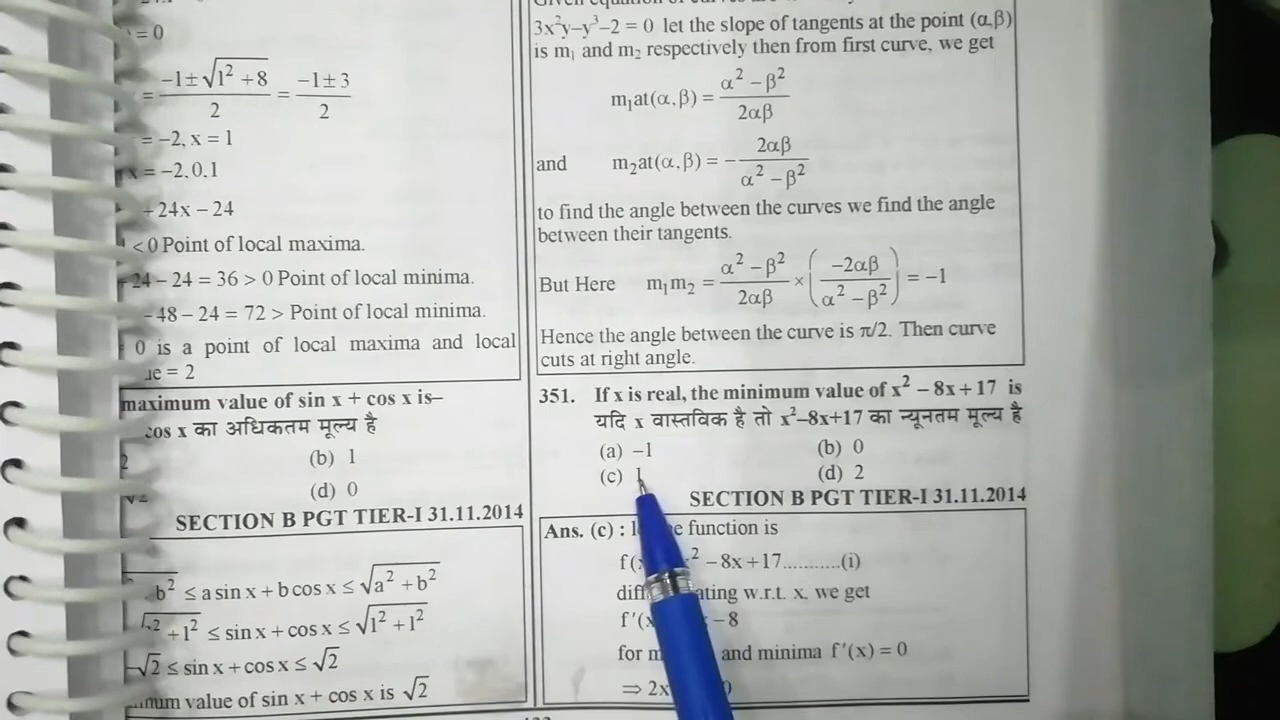 = 0
= (-1 ± √(1² + 8))/2 = (-1 ± 3)/2
= -2, x = 1
x = -2.0.1
+ 24x - 24
< 0 Point of local maxima.
24 - 24 = 36 > 0 Point of local minima.
- 48 - 24 = 72 > Point of local minima.
0 is a point of local maxima and local
= 2
maximum value of sin x + cos x is–
cos x का अधिकतम मूल्य है
2
(b) 1
(d) 0
SECTION B PGT TIER-I 31.11.2014
b² ≤ a sin x + b cos x ≤ √(a² + b²)
+1² ≤ sin x + cos x ≤ √(1² + 1²)
-√2 ≤ sin x + cos x ≤ √2
value of sin x + cos x is √2
3x²y–y³–2 = 0 let the slope of tangents at the point (α,β)
is m₁ and m₂ respectively then from first curve, we get
m₁at(α,β) = (α² - β²)/(2αβ)
and m₂at(α,β) = - 2αβ/(α² - β²)
to find the angle between the curves we find the angle
between their tangents.
But Here m₁m₂ = (α² - β²)/(2αβ) × (-2αβ/(α² - β²)) = -1
Hence the angle between the curve is π/2. Then curve
cuts at right angle.
351. If x is real, the minimum value of x² - 8x + 17 is
यदि x वास्तविक है तो x²–8x+17 का न्यूनतम मूल्य है
(a) -1 (b) 0
(c) 1 (d) 2
SECTION B PGT TIER-I 31.11.2014
Ans. (c) : function is
f( ² - 8x + 17...........(i)
w.r.t. x. we get
f'( - 8
for and minima f'(x) = 0
⇒ 2x